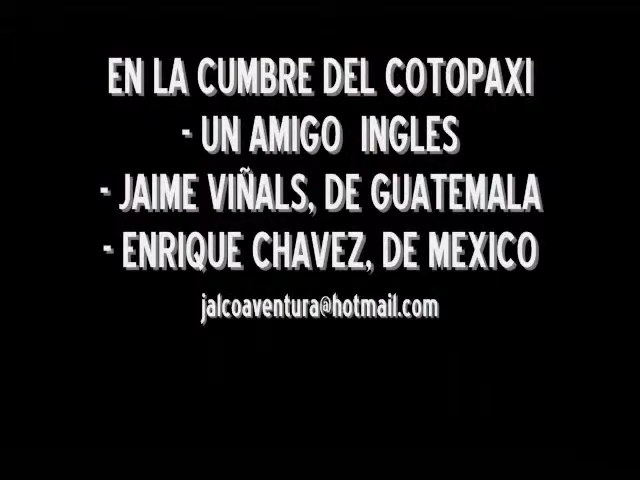 EN LA CUMBRE DEL COTOPAXI
- UN AMIGO INGLES
- JAIME VIÑALS, DE GUATEMALA
- ENRIQUE CHAVEZ, DE MEXICO
jalcoaventura@hotmail.com